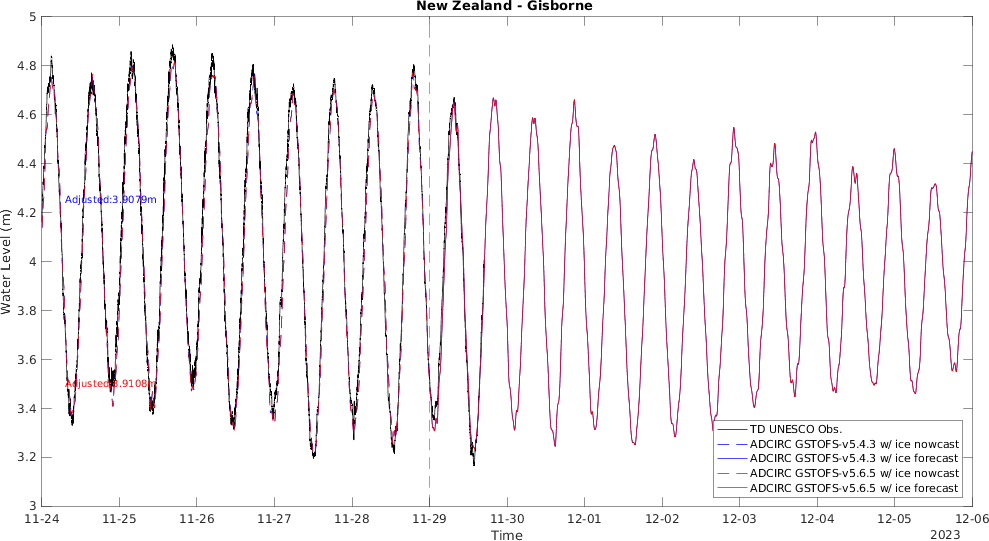 New Zealand - Gisborne
5
4.8
4.6
4.4
4.2
4
3.8
3.6
3.4
3.2
3
Water Level (m)
Adjusted:3.9079m
Adjusted:3.9108m
TD UNESCO Obs.
ADCIRC GSTOFS-v5.4.3 w/ ice nowcast
ADCIRC GSTOFS-v5.4.3 w/ ice forecast
ADCIRC GSTOFS-v5.6.5 w/ ice nowcast
ADCIRC GSTOFS-v5.6.5 w/ ice forecast
11-24 11-25 11-26 11-27 11-28 11-29 11-30 12-01 12-02 12-03 12-04 12-05 12-06
Time
2023